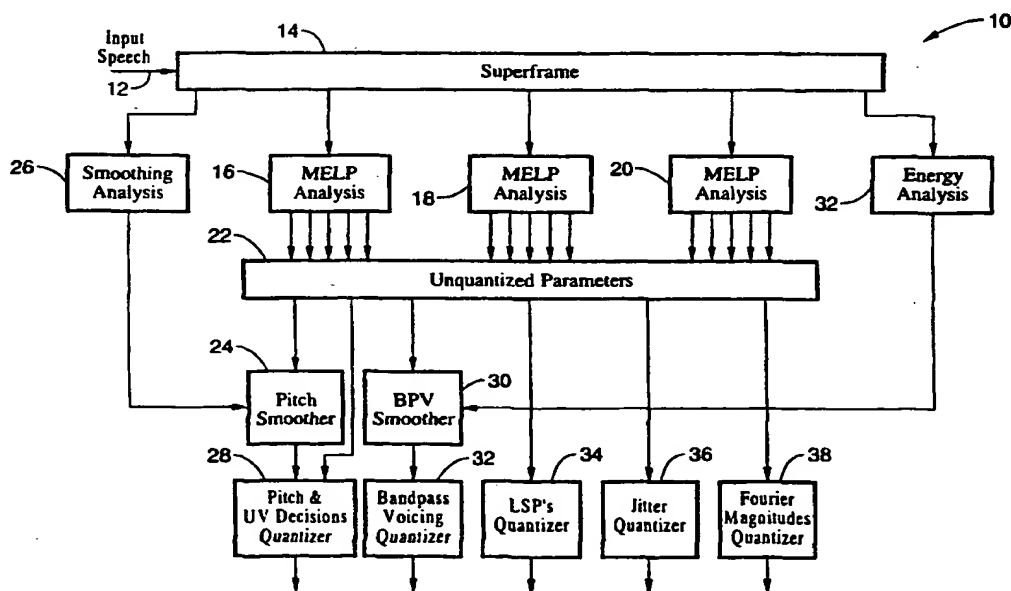 10
14
Input
Speech
12
Superframe
26
Smoothing
Analysis
16
MELP
Analysis
18
MELP
Analysis
20
MELP
Analysis
32
Energy
Analysis
22
Unquantized Parameters
24
Pitch
Smoother
30
BPV
Smoother
28
Pitch &
UV Decisions
Quantizer
32
Bandpass
Voicing
Quantizer
34
LSP's
Quantizer
36
Jitter
Quantizer
38
Fourier
Magnitudes
Quantizer